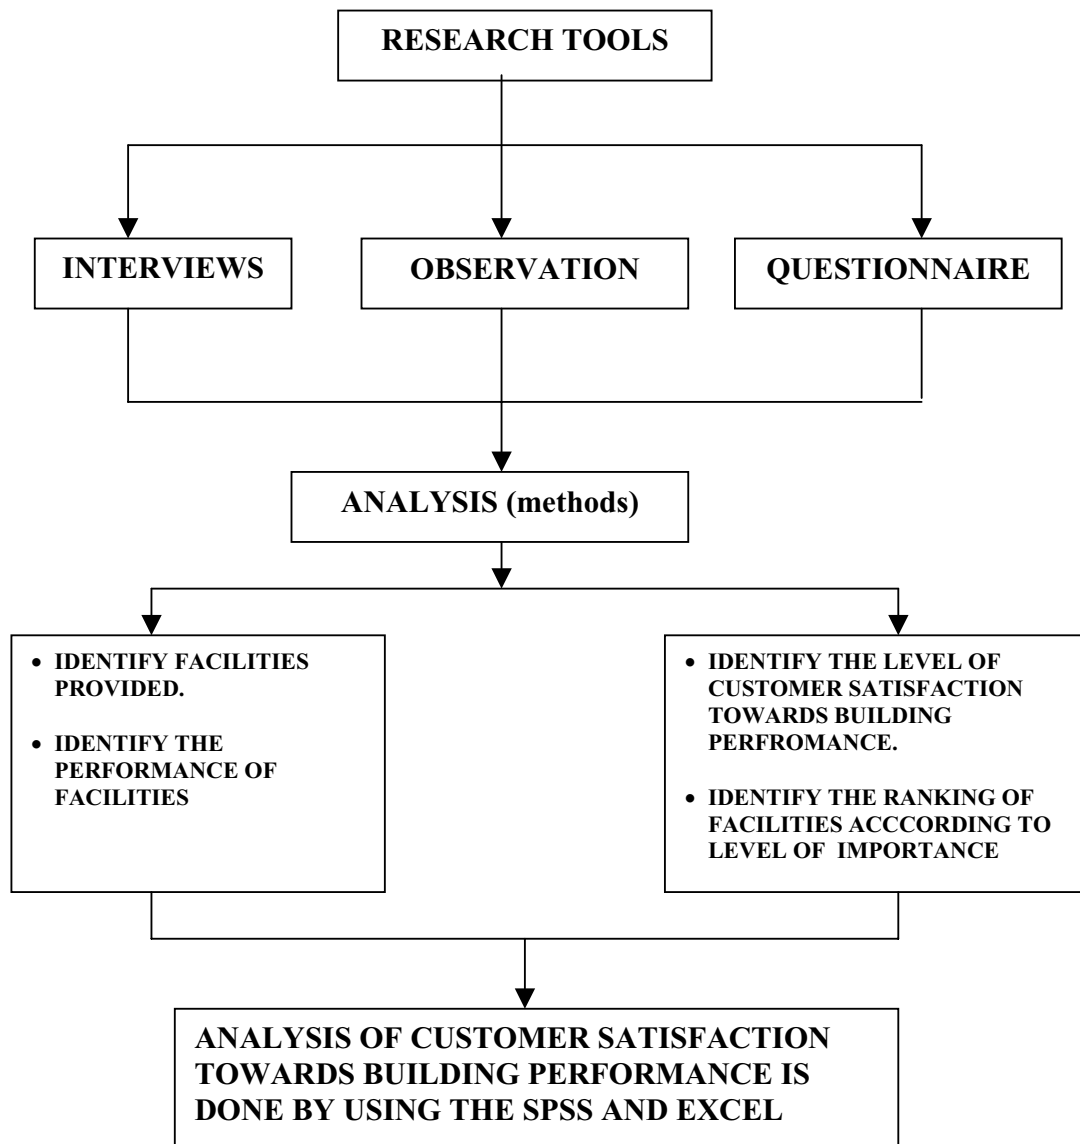 RESEARCH TOOLS
INTERVIEWS
OBSERVATION
QUESTIONNAIRE
ANALYSIS (methods)
• IDENTIFY FACILITIES
PROVIDED.
• IDENTIFY THE
PERFORMANCE OF
FACILITIES
• IDENTIFY THE LEVEL OF
CUSTOMER SATISFACTION
TOWARDS BUILDING
PERFROMANCE.
• IDENTIFY THE RANKING OF
FACILITIES ACCCORDING TO
LEVEL OF IMPORTANCE
ANALYSIS OF CUSTOMER SATISFACTION
TOWARDS BUILDING PERFORMANCE IS
DONE BY USING THE SPSS AND EXCEL